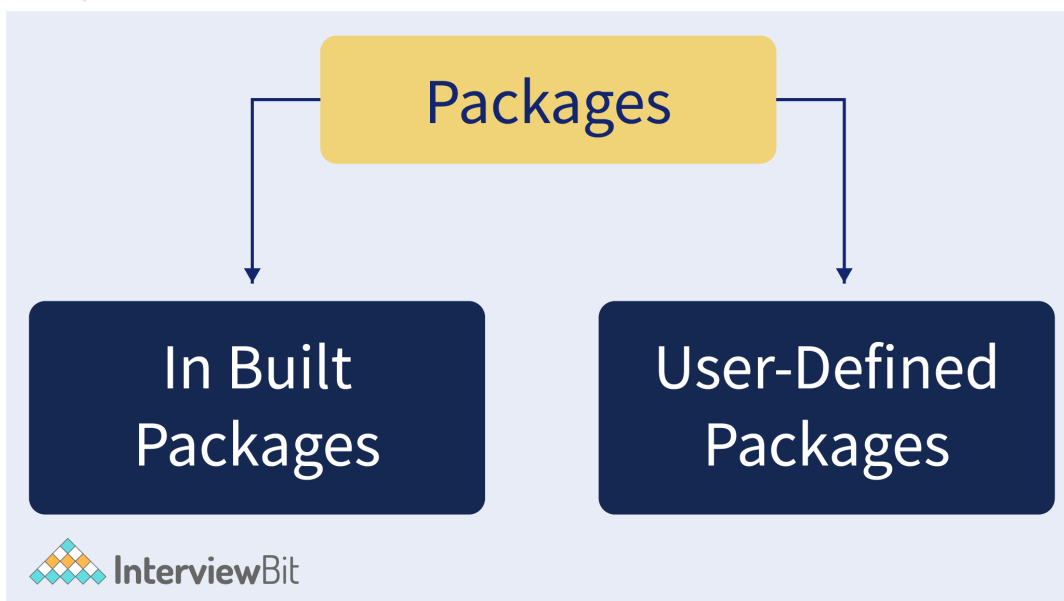 Packages
In Built
Packages
User-Defined
Packages
InterviewBit